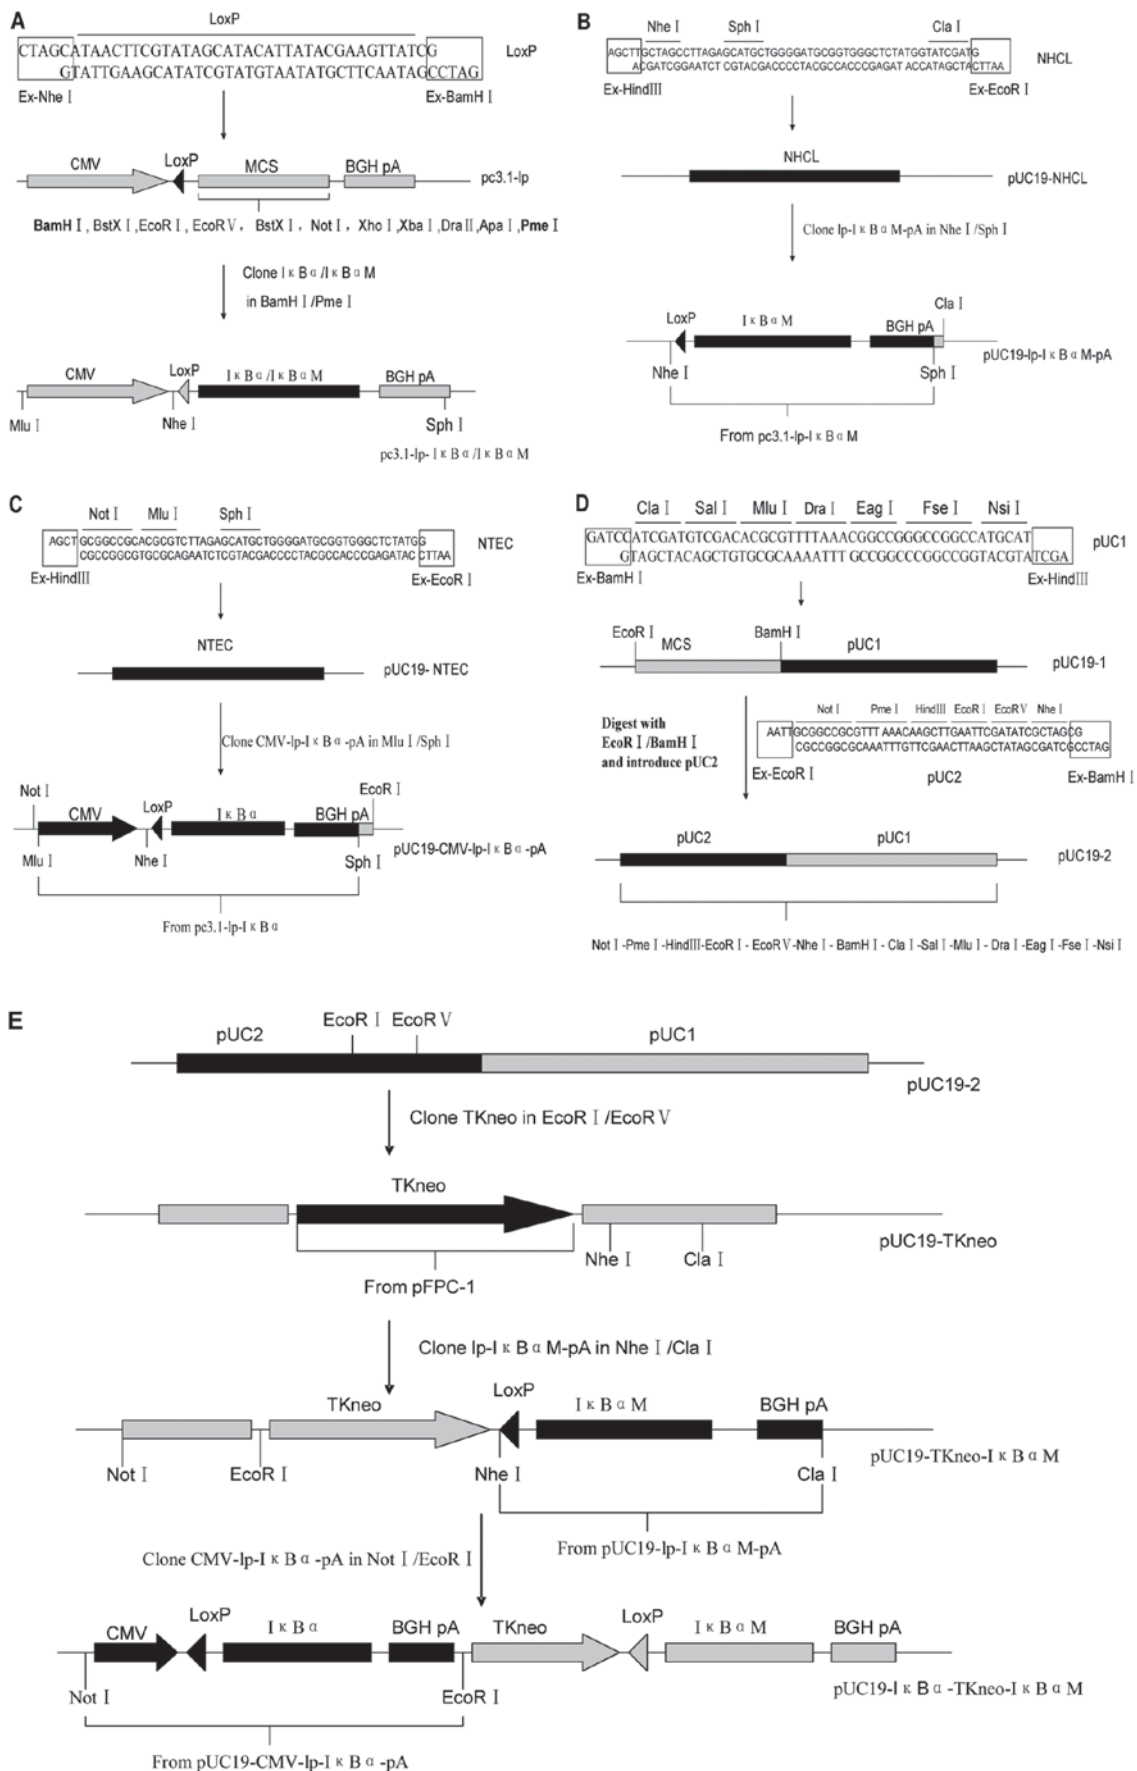 A
LoxP
CTAGCATAACTTCGTATAGCATACATTATACGAAGTTATCG
GTATTGAAGCATATCGTATGTAATATGCTTCAATAGCCTAG
LoxP
Ex-Nhe I
Ex-BamH I
CMV
LoxP
MCS
BGH pA
pc3.1-lp
BamH I , BstX I , EcoR I , EcoR V , BstX I , Not I , Xho I , Xba I , Dra II , Apa I , Pme I
Clone IκBα/IκBαM
in BamH I /Pme I
CMV
LoxP
IκBα/IκBαM
BGH pA
Mlu I
Nhe I
Sph I
pc3.1-lp- IκBα/IκBαM
B
Nhe I
Sph I
Cla I
AGCTTGCTAGCCTTAGAGCATGCTGGGGATGCGGTGGGCTCTATGGTATCGATG
ACGATCGGAATCT CGTACGACCCCTACGCCACCCGAGAT ACCATAGCTACTTAA
NHCL
Ex-HindIII
Ex-EcoR I
NHCL
pUC19-NHCL
Clone lp-IκBαM-pA in Nhe I /Sph I
Cla I
LoxP
IκBαM
BGH pA
pUC19-lp-IκBαM-pA
Nhe I
Sph I
From pc3.1-lp-IκBαM
C
Not I
Mlu I
Sph I
AGCT GCGGCCGCACGCGTCTTAGAGCATGCTGGGGATGCGGTGGGCTCTATGG
CGCCGGCGTGCGCAGAATCTCGTACGACCCCTACGCCACCCGAGATAC CTTAA
NTEC
Ex-HindIII
Ex-EcoR I
NTEC
pUC19- NTEC
Clone CMV-lp-IκBα-pA in Mlu I /Sph I
Not I
EcoR I
CMV
LoxP
IκBα
BGH pA
pUC19-CMV-lp-IκBα-pA
Mlu I
Nhe I
Sph I
From pc3.1-lp-IκBα
D
Cla I
Sal I
Mlu I
Dra I
Eag I
Fse I
Nsi I
GATCCATCGATGTCGACACGCGTTTTAAACGGCCGGGCCGGCCATGCAT
GTAGCTACAGCTGTGCGCAAAATTT GCCGGCCCGGCCGGTACGTATCGA
pUC1
Ex-BamH I
Ex-HindIII
EcoR I
MCS
BamH I
pUC1
pUC19-1
Digest with
EcoR I /BamH I
and introduce pUC2
Not I
Pme I
HindIII
EcoR I
EcoR V
Nhe I
AATTGCGGCCGCGTTT AAACAAGCTTGAATTCGATATCGCTAGCG
CGCCGGCGCAAATTTGTTCGAACTTAAGCTATAGCGATCGCCTAG
Ex-EcoR I
pUC2
Ex-BamH I
pUC2
pUC1
pUC19-2
Not I -Pme I -HindIII-EcoR I - EcoR V -Nhe I - BamH I - Cla I -Sal I -Mlu I - Dra I -Eag I -Fse I -Nsi I
E
pUC2
EcoR I
EcoR V
pUC1
pUC19-2
Clone TKneo in EcoR I /EcoR V
TKneo
pUC19-TKneo
Nhe I
Cla I
From pFPC-1
Clone lp-IκBαM-pA in Nhe I /Cla I
TKneo
LoxP
IκBαM
BGH pA
pUC19-TKneo-IκBαM
Not I
EcoR I
Nhe I
Cla I
From pUC19-lp-IκBαM-pA
Clone CMV-lp-IκBα-pA in Not I /EcoR I
CMV
LoxP
IκBα
BGH pA
TKneo
LoxP
IκBαM
BGH pA
pUC19-IκBα-TKneo-IκBαM
Not I
EcoR I
From pUC19-CMV-lp-IκBα-pA